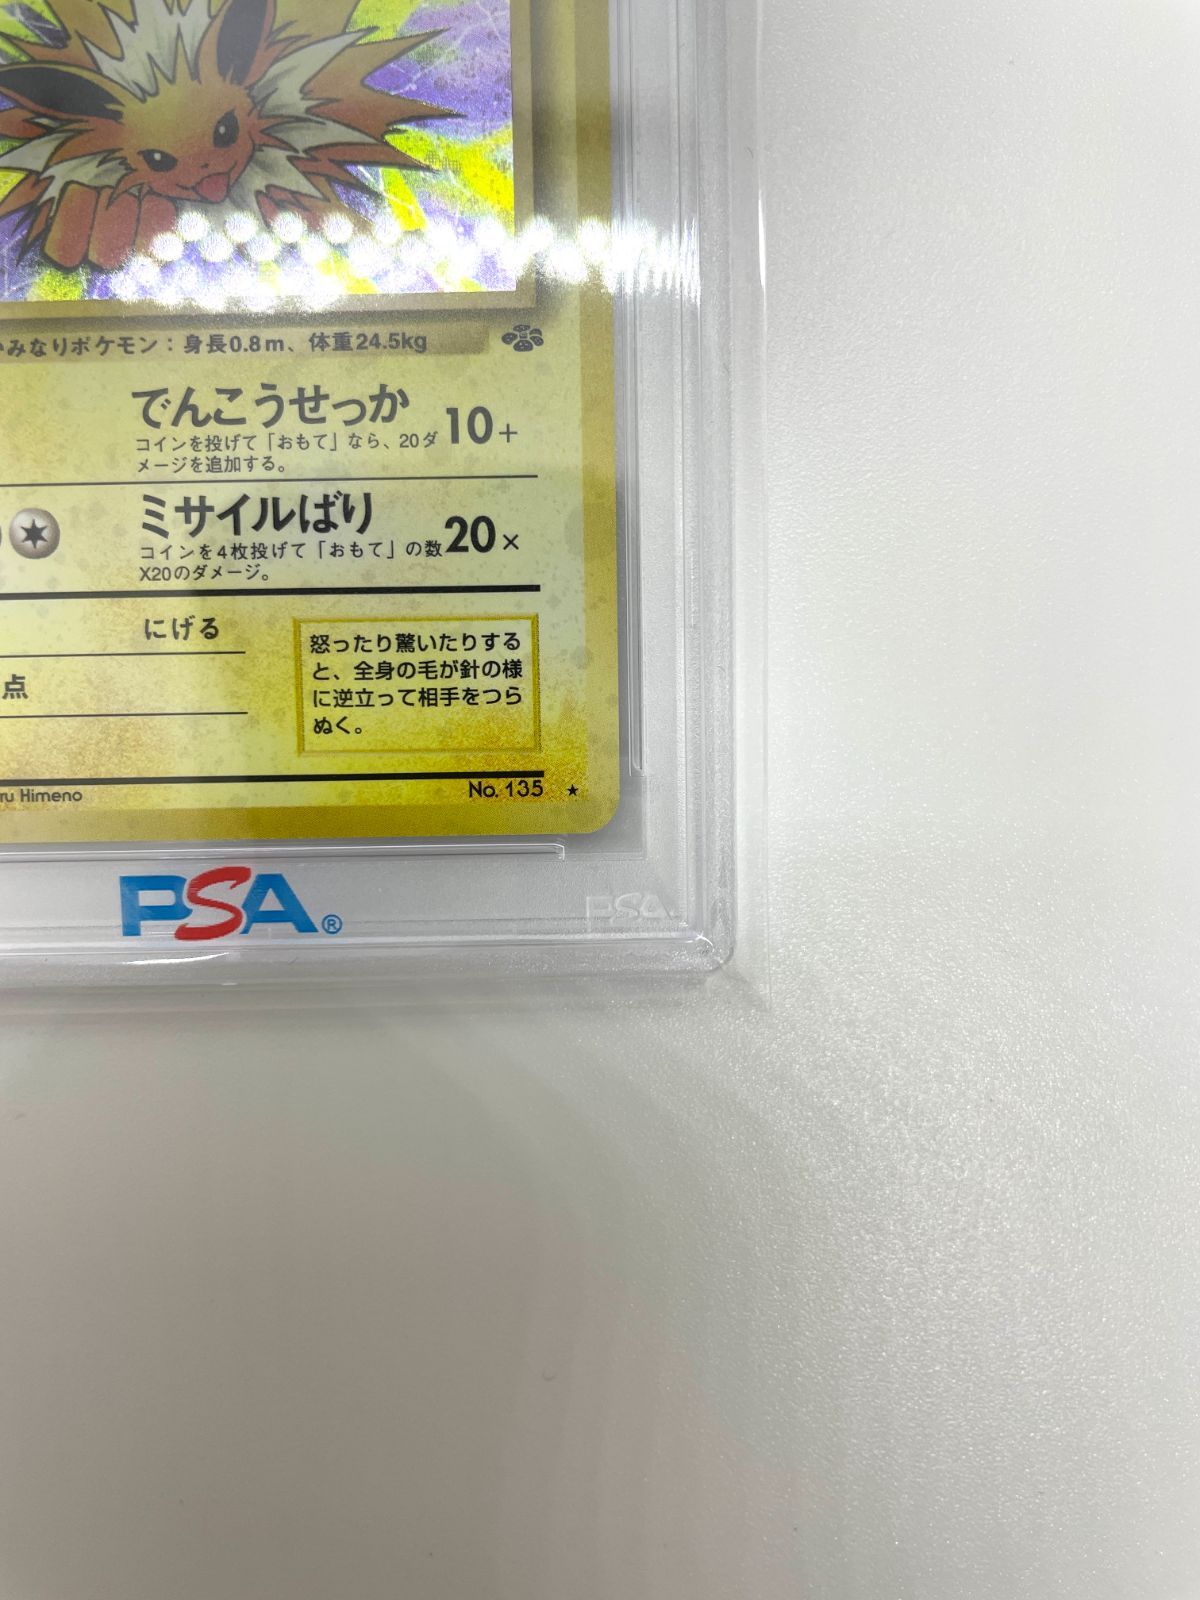 みなりポケモン：身長0.8m、体重24.5kg
でんこうせっか
10+
コインを投げて「おもて」なら、20ダ
メージを追加する。
ミサイルばり
20×
コインを4枚投げて「おもて」の数
X20のダメージ。
にげる
点
怒ったり驚いたりする
と、全身の毛が針の様
に逆立って相手をつら
ぬく。
ru Himeno
No. 135 ★
PSA®
PSA